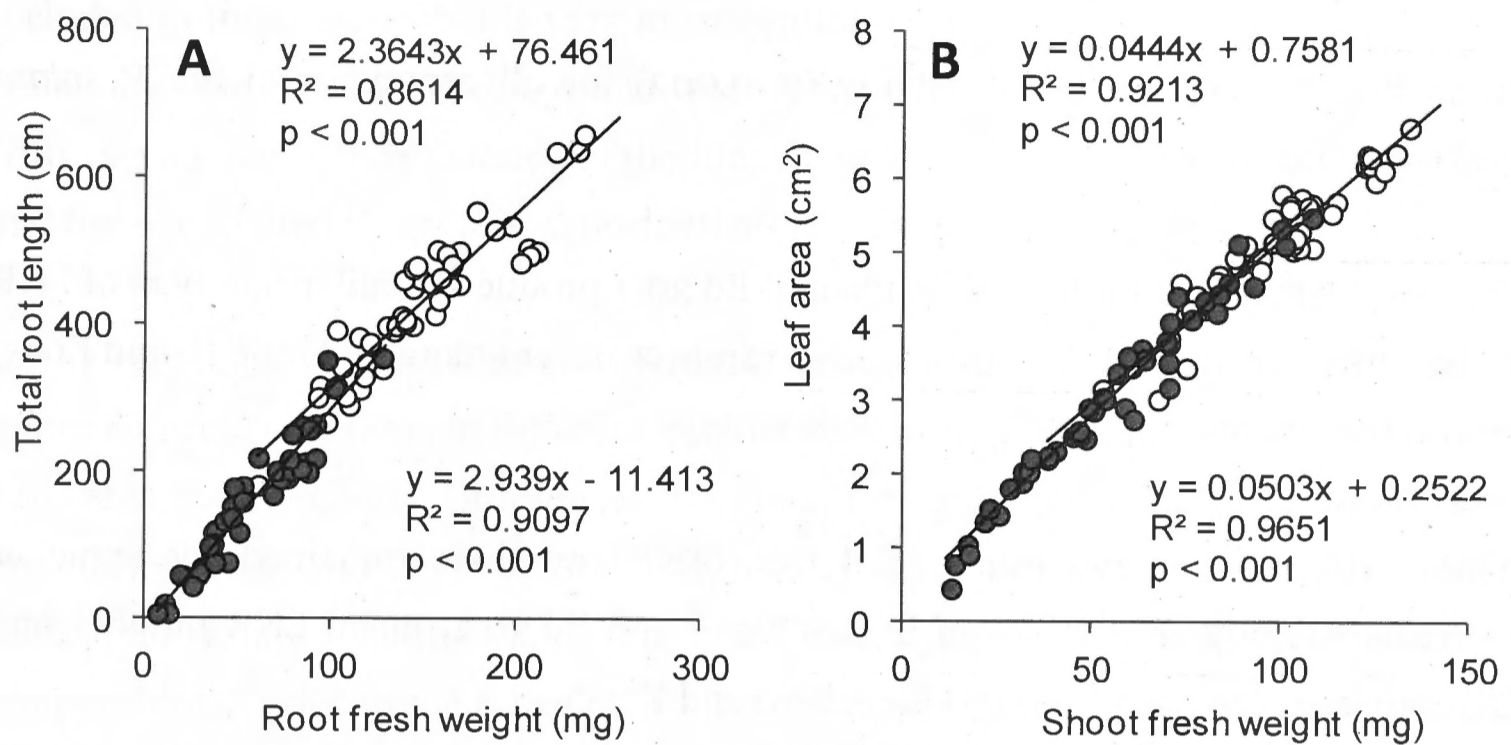 A
y = 2.3643x + 76.461
R² = 0.8614
p < 0.001
Total root length (cm)
800
600
400
200
0
y = 2.939x - 11.413
R² = 0.9097
p < 0.001
0 100 200 300
Root fresh weight (mg)
B
y = 0.0444x + 0.7581
R² = 0.9213
p < 0.001
Leaf area (cm²)
8
7
6
5
4
3
2
1
0
y = 0.0503x + 0.2522
R² = 0.9651
p < 0.001
0 50 100 150
Shoot fresh weight (mg)